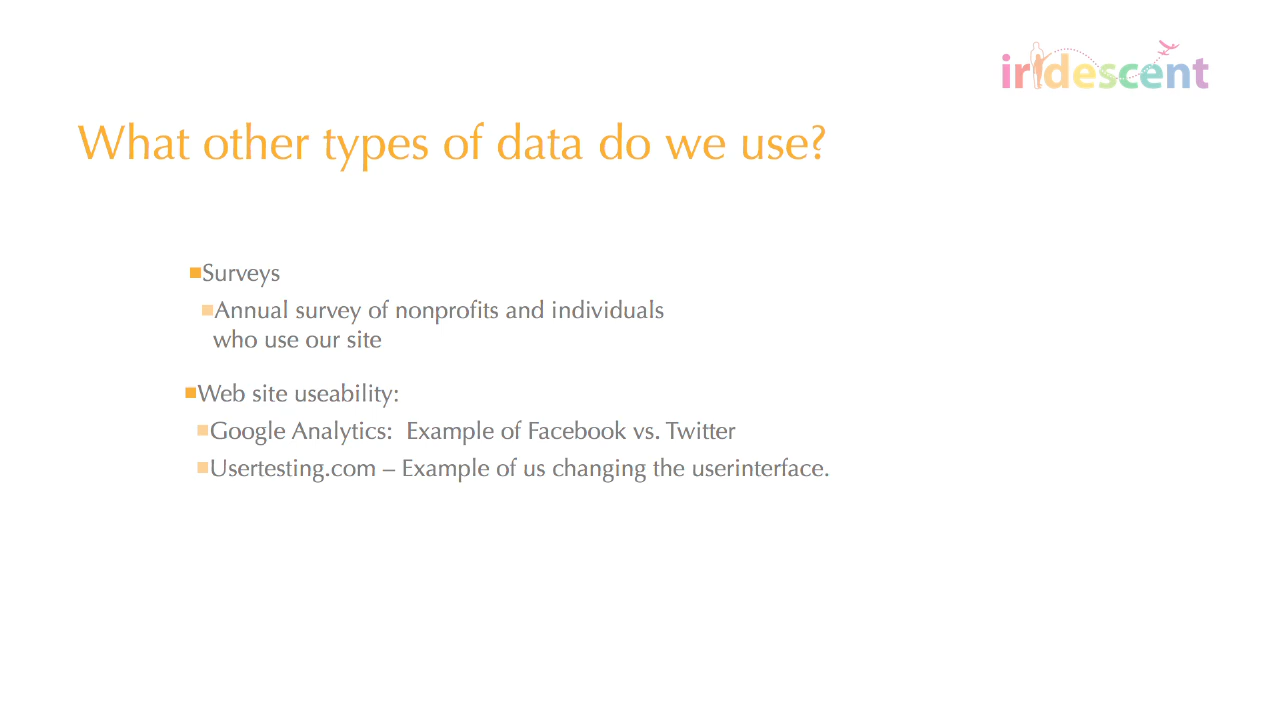 iridescent
What other types of data do we use?
Surveys
Annual survey of nonprofits and individuals
who use our site
Web site useability:
Google Analytics:  Example of Facebook vs. Twitter
Usertesting.com – Example of us changing the userinterface.